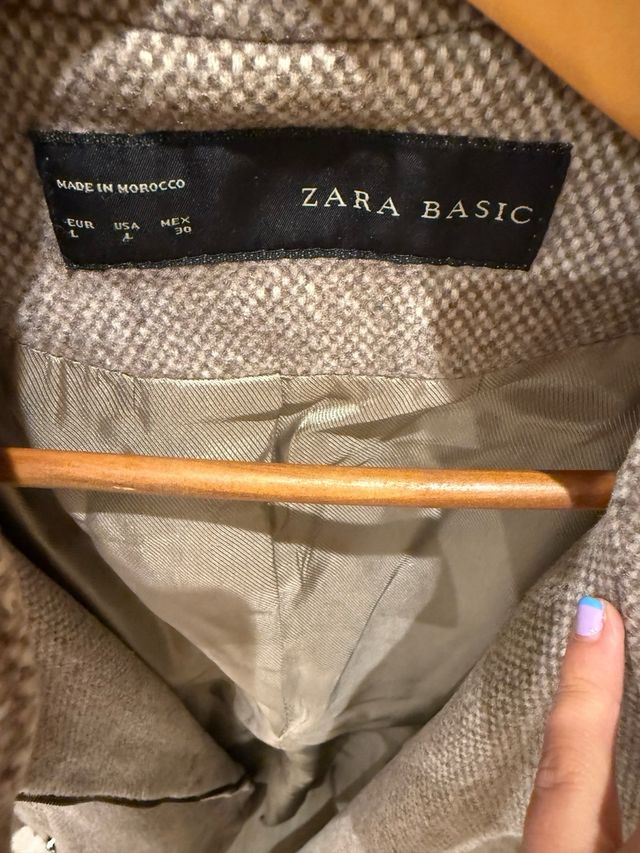 MADE IN MOROCCO
ZARA BASIC
EUR USA MEX
L L 30